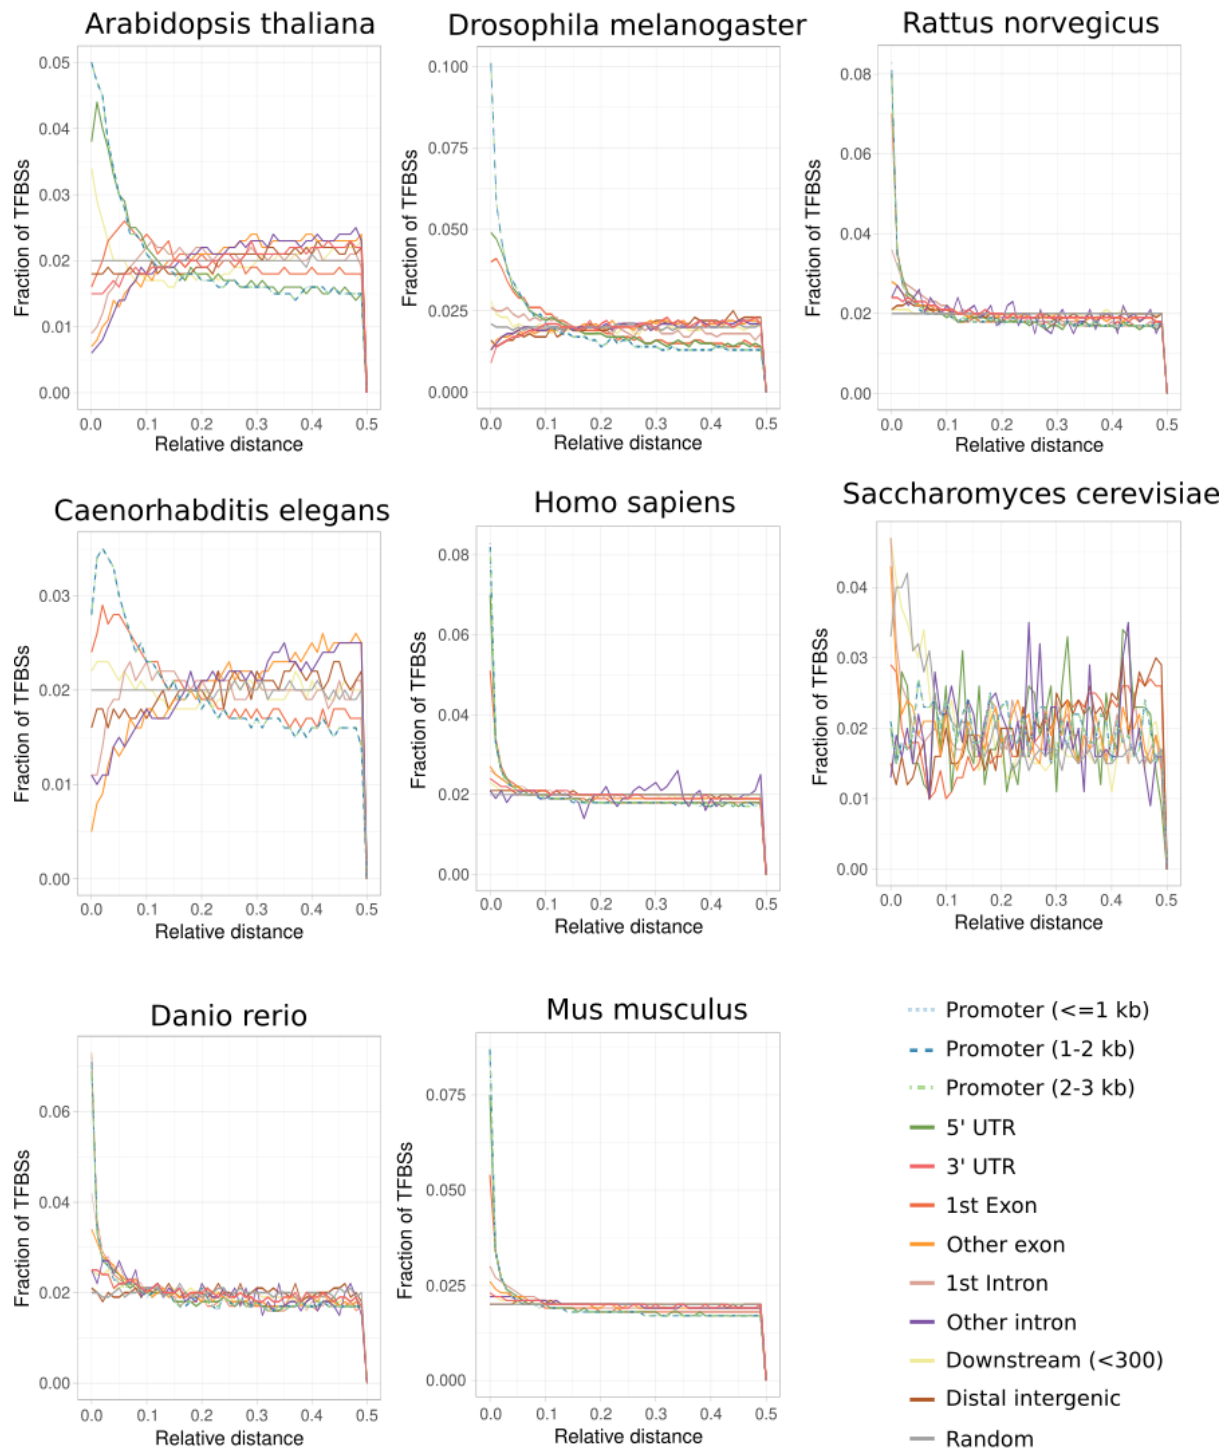 Arabidopsis thaliana
0.05
0.04
0.03
0.02
0.01
0.00
Fraction of TFBSs
0.0 0.1 0.2 0.3 0.4 0.5
Relative distance
Drosophila melanogaster
0.100
0.075
0.050
0.025
0.000
Fraction of TFBSs
0.0 0.1 0.2 0.3 0.4 0.5
Relative distance
Rattus norvegicus
0.08
0.06
0.04
0.02
0.00
Fraction of TFBSs
0.0 0.1 0.2 0.3 0.4 0.5
Relative distance
Caenorhabditis elegans
0.03
0.02
0.01
0.00
Fraction of TFBSs
0.0 0.1 0.2 0.3 0.4 0.5
Relative distance
Homo sapiens
0.08
0.06
0.04
0.02
0.00
Fraction of TFBSs
0.0 0.1 0.2 0.3 0.4 0.5
Relative distance
Saccharomyces cerevisiae
0.04
0.03
0.02
0.01
0.00
Fraction of TFBSs
0.0 0.1 0.2 0.3 0.4 0.5
Relative distance
Danio rerio
0.06
0.04
0.02
0.00
Fraction of TFBSs
0.0 0.1 0.2 0.3 0.4 0.5
Relative distance
Mus musculus
0.075
0.050
0.025
0.000
Fraction of TFBSs
0.0 0.1 0.2 0.3 0.4 0.5
Relative distance
Promoter (<=1 kb)
Promoter (1-2 kb)
Promoter (2-3 kb)
5' UTR
3' UTR
1st Exon
Other exon
1st Intron
Other intron
Downstream (<300)
Distal intergenic
Random